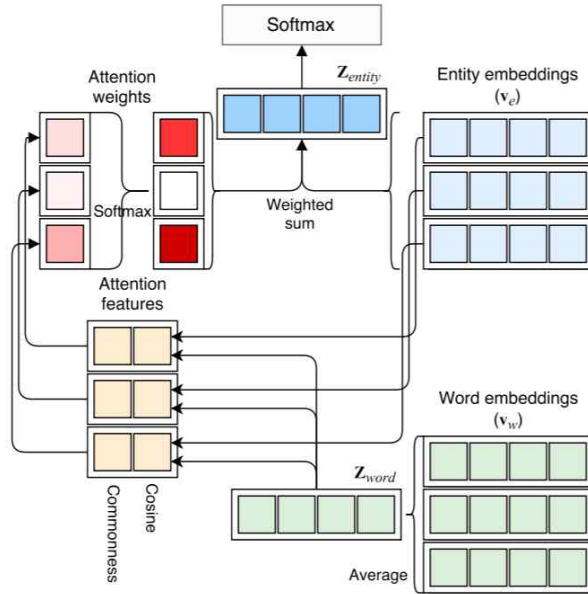 Softmax
Attention
weights
Z_entity
Entity embeddings
(v_e)
Softmax
Weighted
sum
Attention
features
Word embeddings
(v_w)
Z_word
Commonness
Cosine
Average